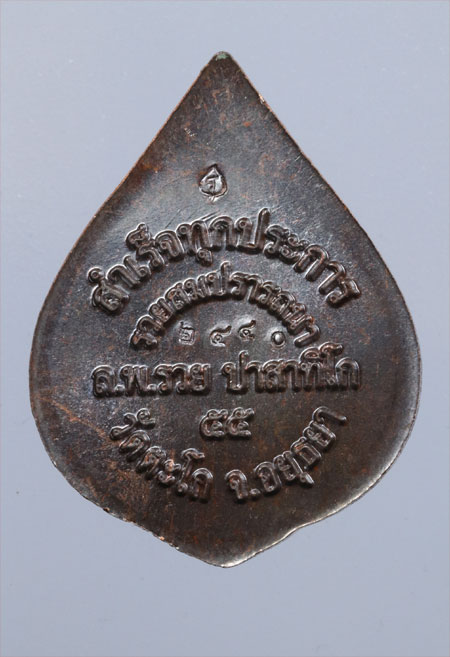 ร
สำเร็จทุกประการ
รวยสมปรารถนา
๒๔๔๐
ล.พ.รวย ปาสาทิโก
๕๕
วัดตะโก จ.อยุธยา